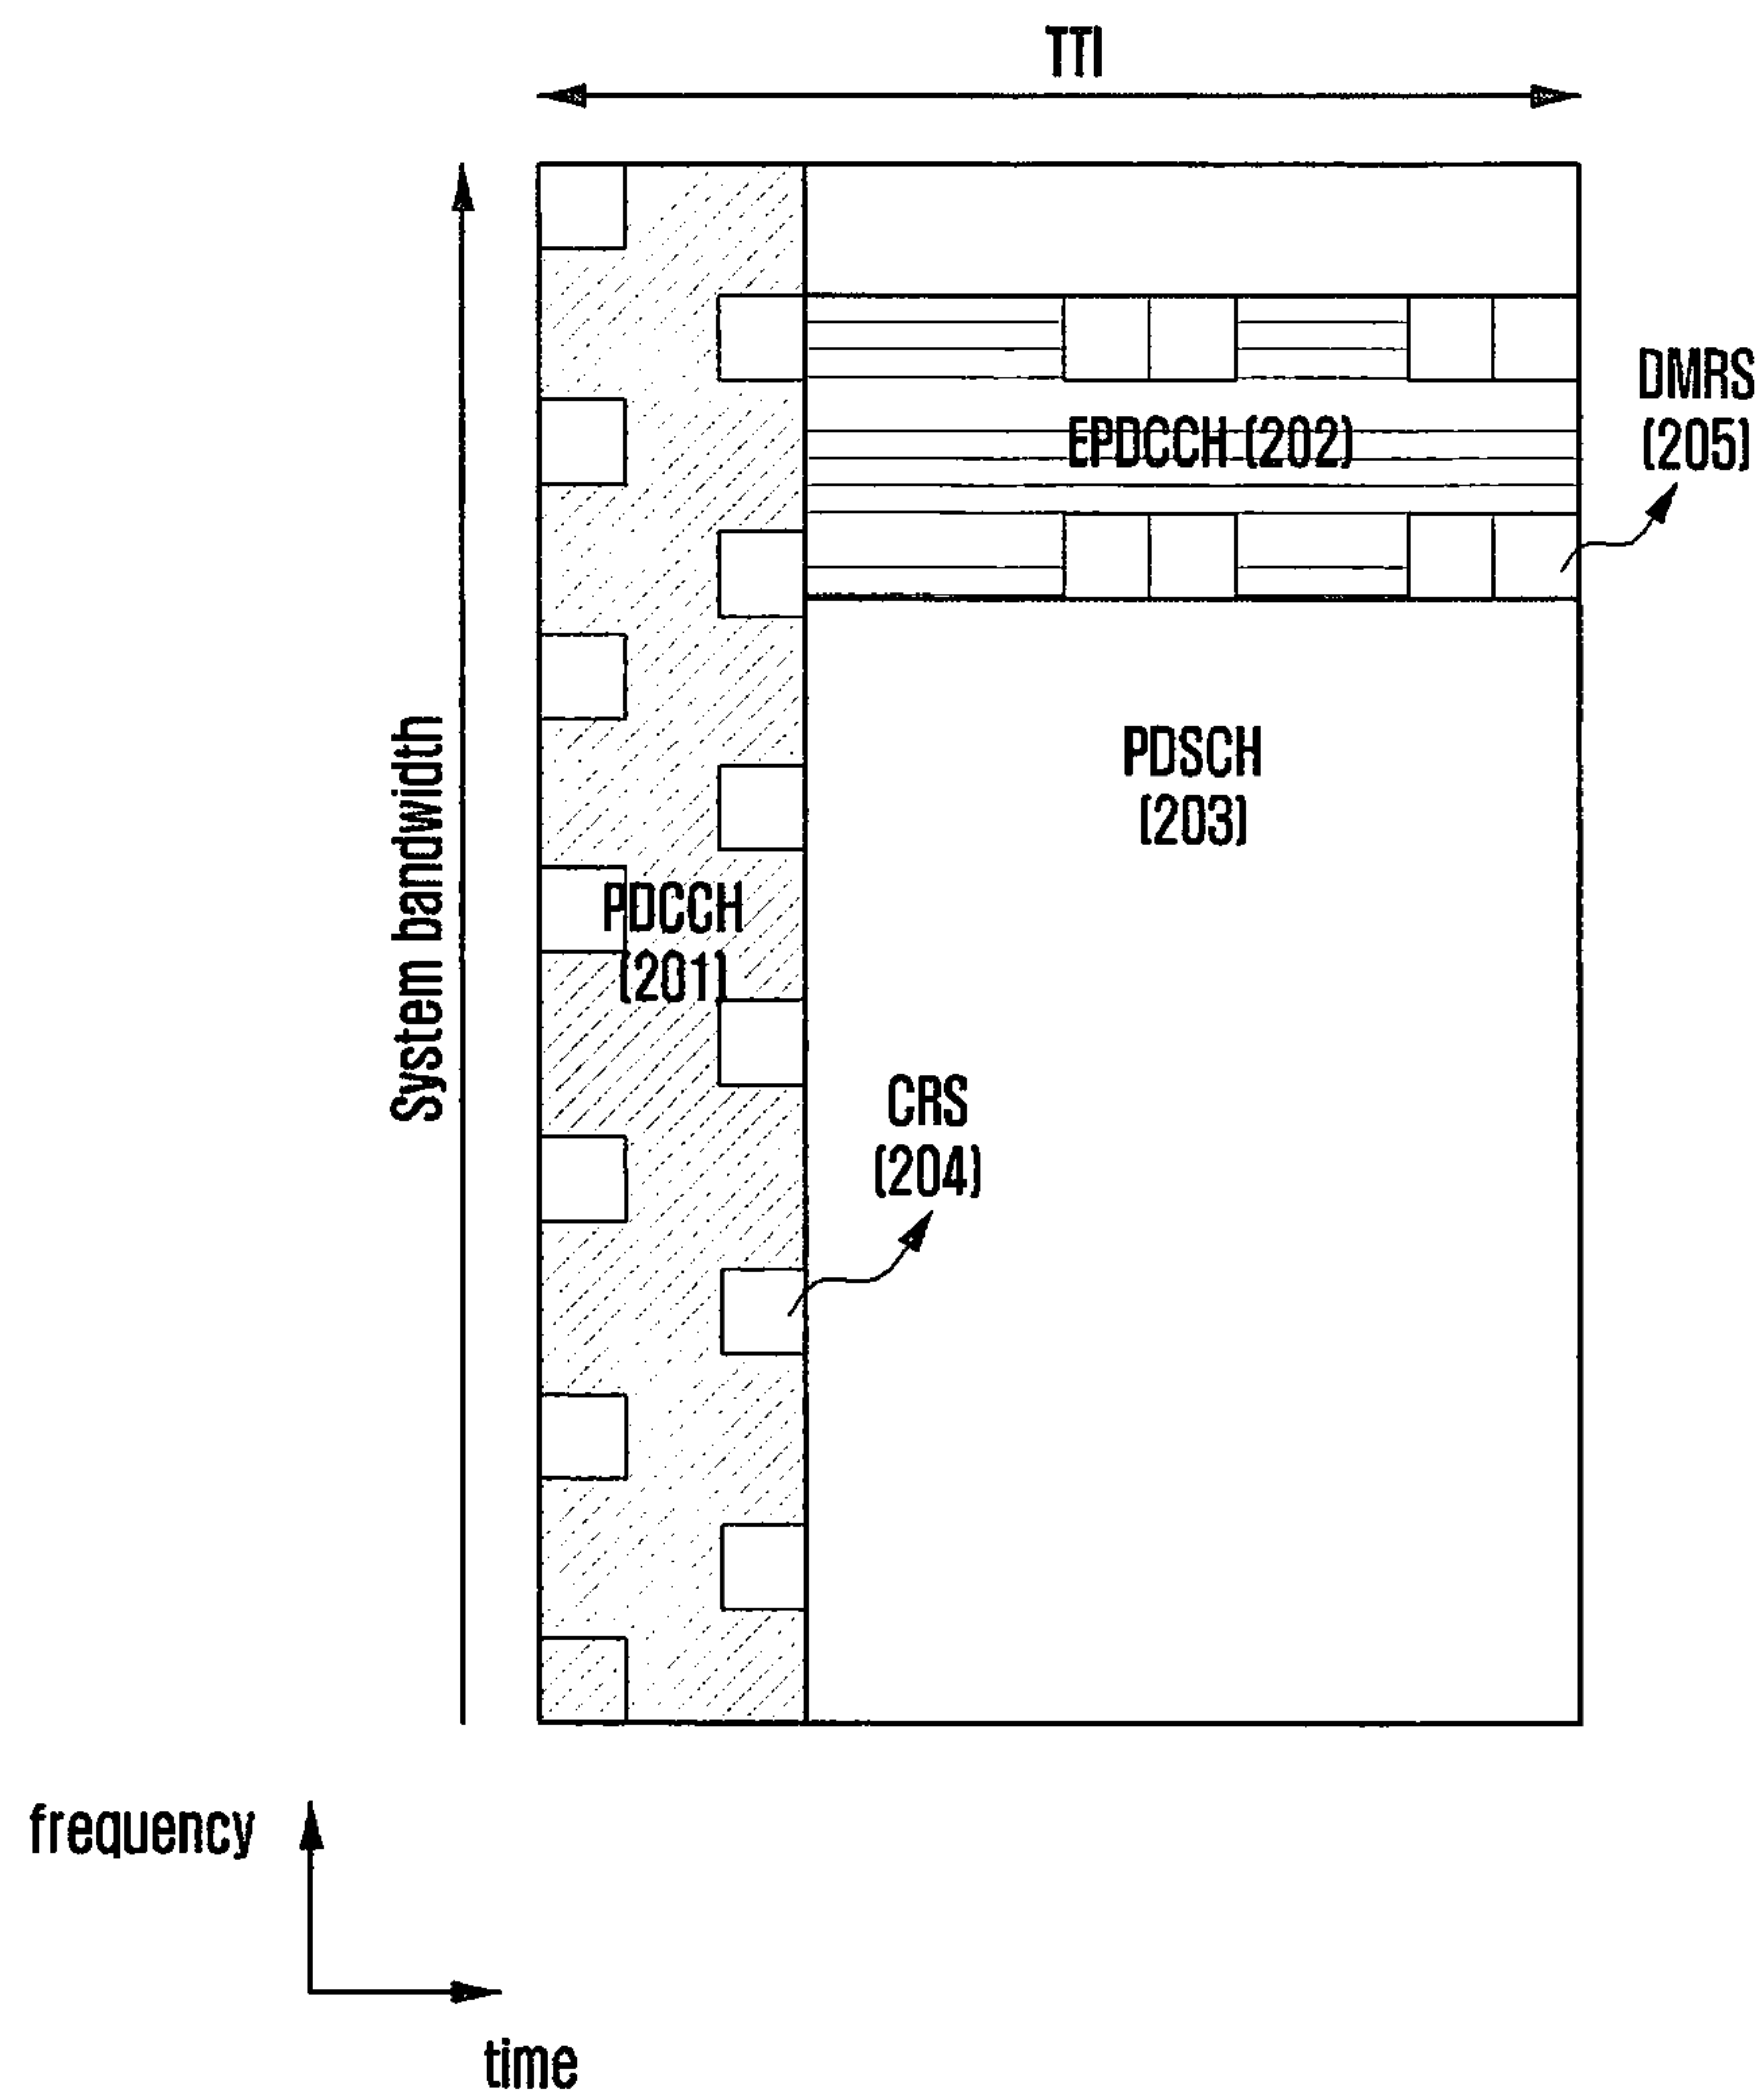 TTI
DMRS
(205)
EPDCCH (202)
System bandwidth
PDSCH
(203)
PDCCH
(201)
CRS
(204)
frequency
time